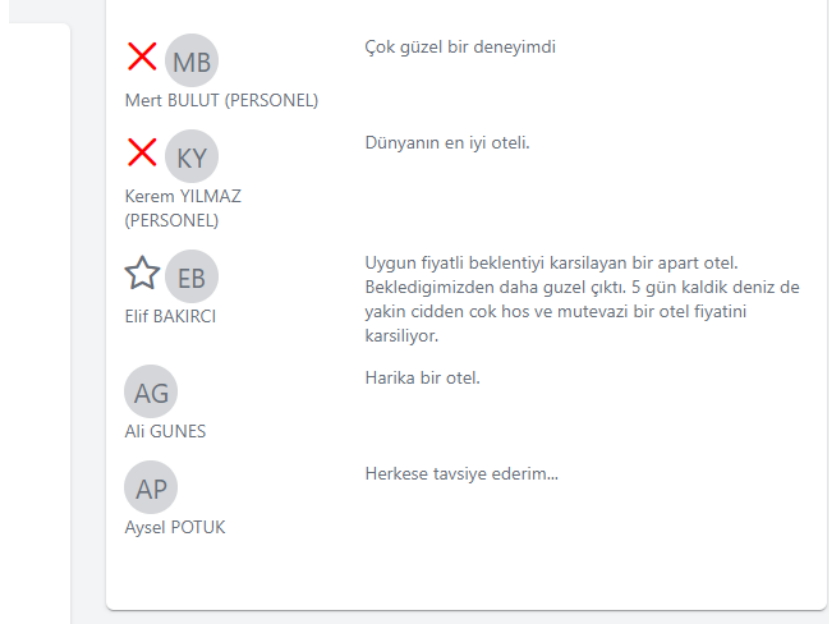 MB
Çok güzel bir deneyimdi
Mert BULUT (PERSONEL)
KY
Dünyanın en iyi oteli.
Kerem YILMAZ
(PERSONEL)
EB
Uygun fiyatli beklentiyi karsilayan bir apart otel.
Bekledigimizden daha guzel çıktı. 5 gün kaldik deniz de
yakin cidden cok hos ve mutevazi bir otel fiyatini
karsiliyor.
Elif BAKIRCI
AG
Harika bir otel.
Ali GUNES
AP
Herkese tavsiye ederim...
Aysel POTUK